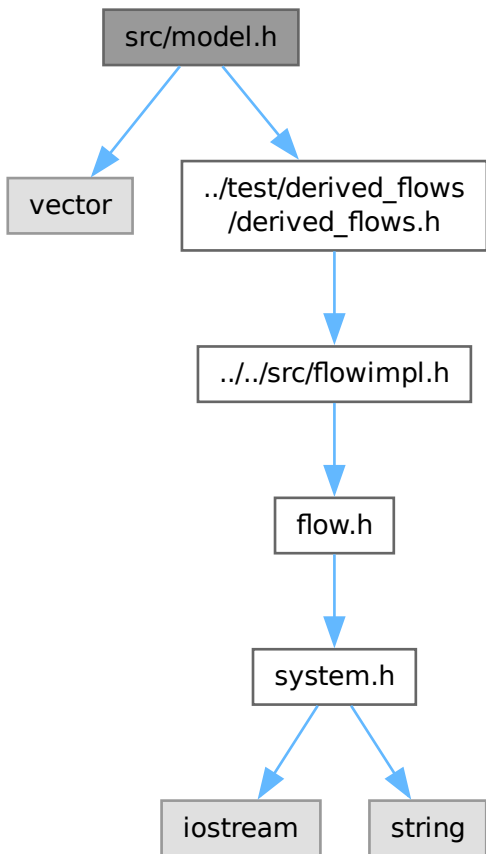 src/model.h
vector
../test/derived_flows
/derived_flows.h
../../src/flowimpl.h
flow.h
system.h
iostream
string